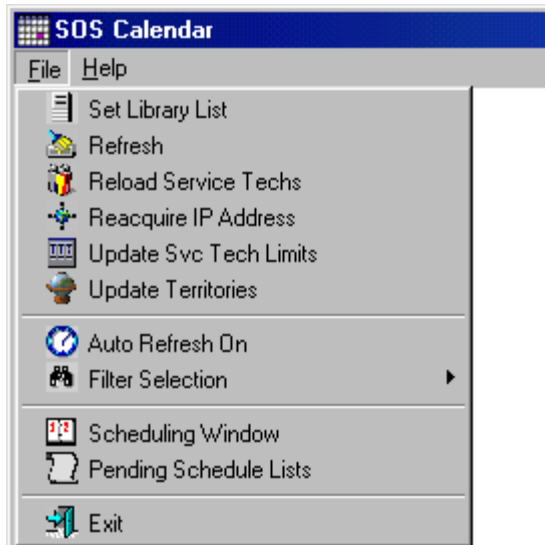 SOS Calendar
File Help
Set Library List
Refresh
Reload Service Techs
Reacquire IP Address
Update Svc Tech Limits
Update Territories
Auto Refresh On
Filter Selection
Scheduling Window
Pending Schedule Lists
Exit